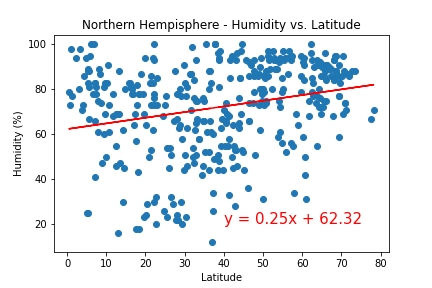 Northern Hempisphere - Humidity vs. Latitude
Humidity (%)
100
80
60
40
20
y = 0.25x + 62.32
0 10 20 30 40 50 60 70 80
Latitude